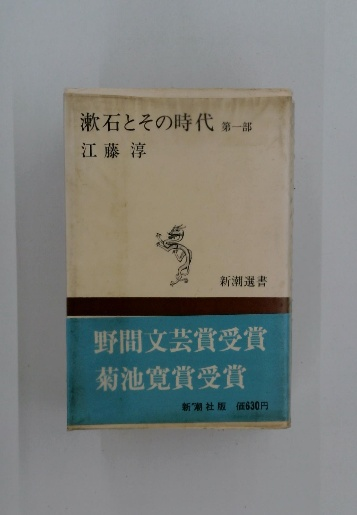 漱石とその時代 第一部
江藤 淳
新潮選書
野間文芸賞受賞
菊池寛賞受賞
新潮社版 価630円